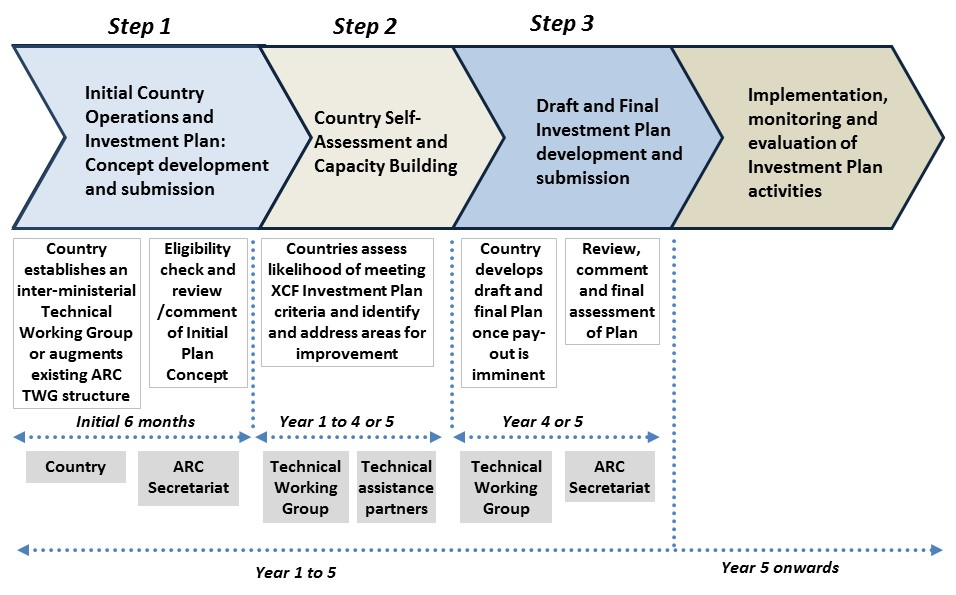 Step 1
Step 2
Step 3
Initial Country
Operations and
Investment Plan:
Concept development
and submission
Country Self-
Assessment and
Capacity Building
Draft and Final
Investment Plan
development and
submission
Implementation,
monitoring and
evaluation of
Investment Plan
activities
Country
establishes an
inter-ministerial
Technical
Working Group
or augments
existing ARC
TWG structure
Eligibility
check and
review
/comment
of Initial
Plan
Concept
Countries assess
likelihood of meeting
XCF Investment Plan
criteria and identify
and address areas for
improvement
Country
develops
draft and
final Plan
once pay-
out is
imminent
Review,
comment
and final
assessment
of Plan
Initial 6 months
Year 1 to 4 or 5
Year 4 or 5
Country
ARC
Secretariat
Technical
Working
Group
Technical
assistance
partners
Technical
Working
Group
ARC
Secretariat
Year 1 to 5
Year 5 onwards